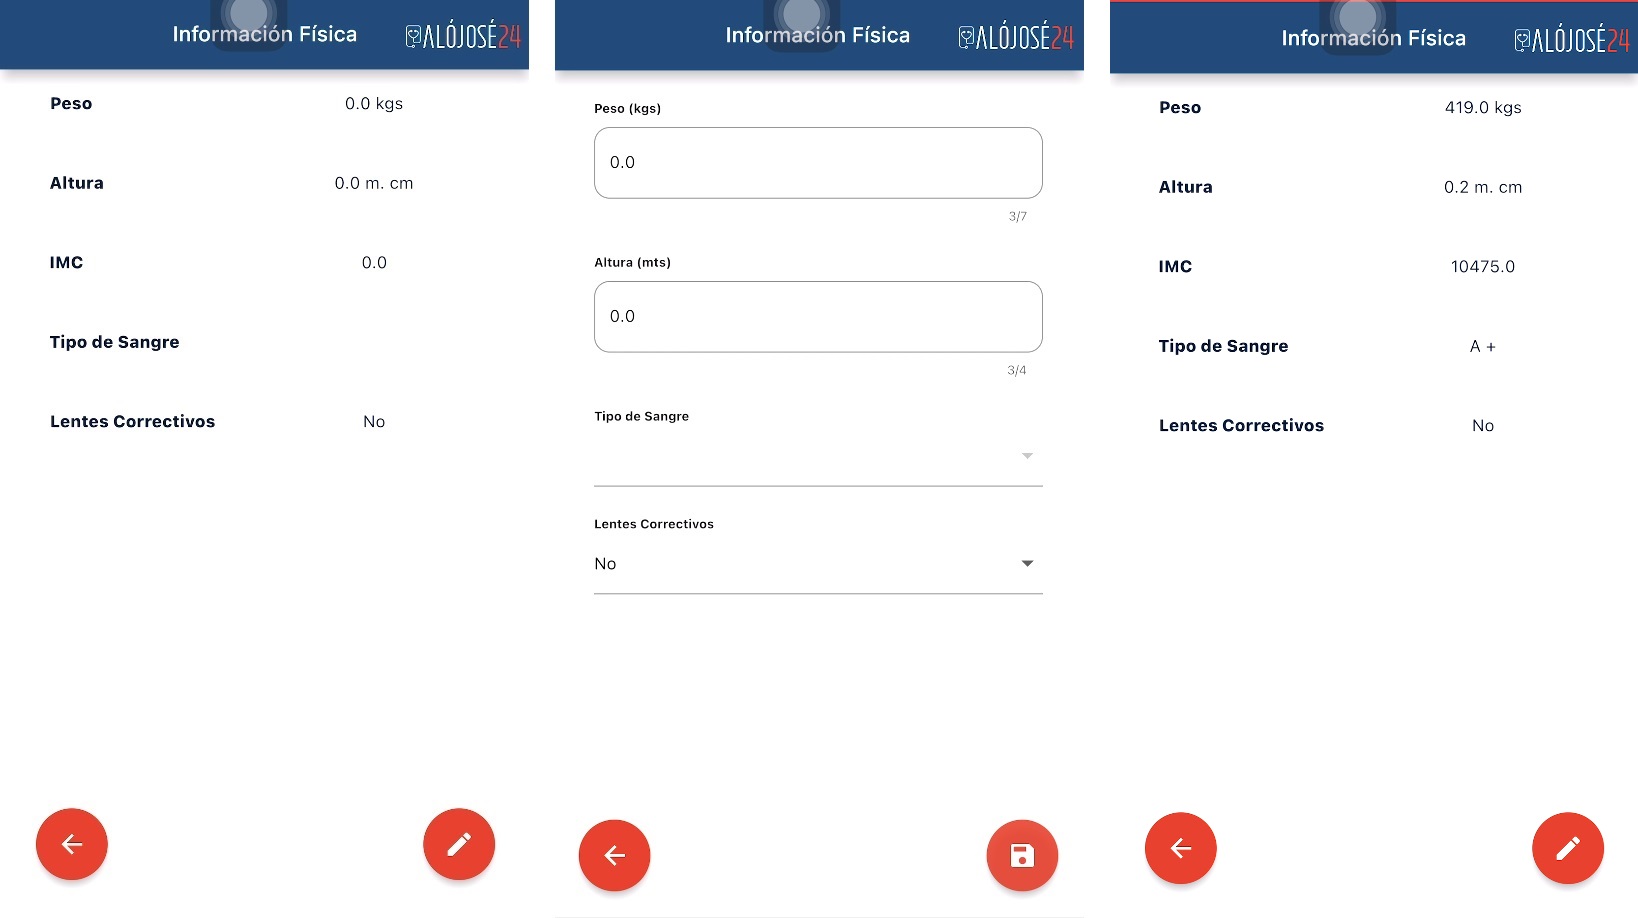 Información Física
ALÓJOSÉ24
Peso
0.0 kgs
Altura
0.0 m. cm
IMC
0.0
Tipo de Sangre
Lentes Correctivos
No
Información Física
ALÓJOSÉ24
Peso (kgs)
0.0
3/7
Altura (mts)
0.0
3/4
Tipo de Sangre
Lentes Correctivos
No
Información Física
ALÓJOSÉ24
Peso
419.0 kgs
Altura
0.2 m. cm
IMC
10475.0
Tipo de Sangre
A +
Lentes Correctivos
No